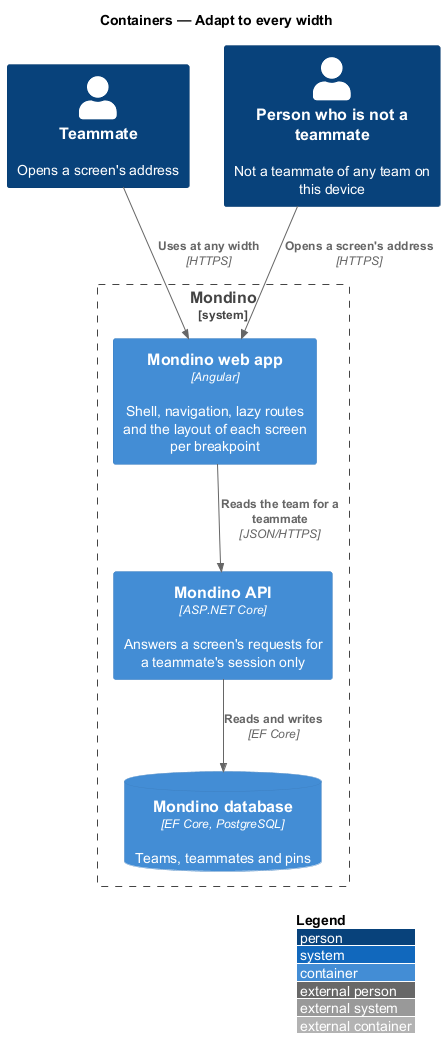 Containers — Adapt to every width
Teammate
Opens a screen's address
Person who is not a
teammate
Not a teammate of any team on
this device
Uses at any width
[HTTPS]
Opens a screen's address
[HTTPS]
Mondino
[system]
Mondino web app
[Angular]
Shell, navigation, lazy routes
and the layout of each screen
per breakpoint
Reads the team for a
teammate
[JSON/HTTPS]
Mondino API
[ASP.NET Core]
Answers a screen's requests for
a teammate's session only
Reads and writes
[EF Core]
Mondino database
[EF Core, PostgreSQL]
Teams, teammates and pins
Legend
person
system
container
external person
external system
external container